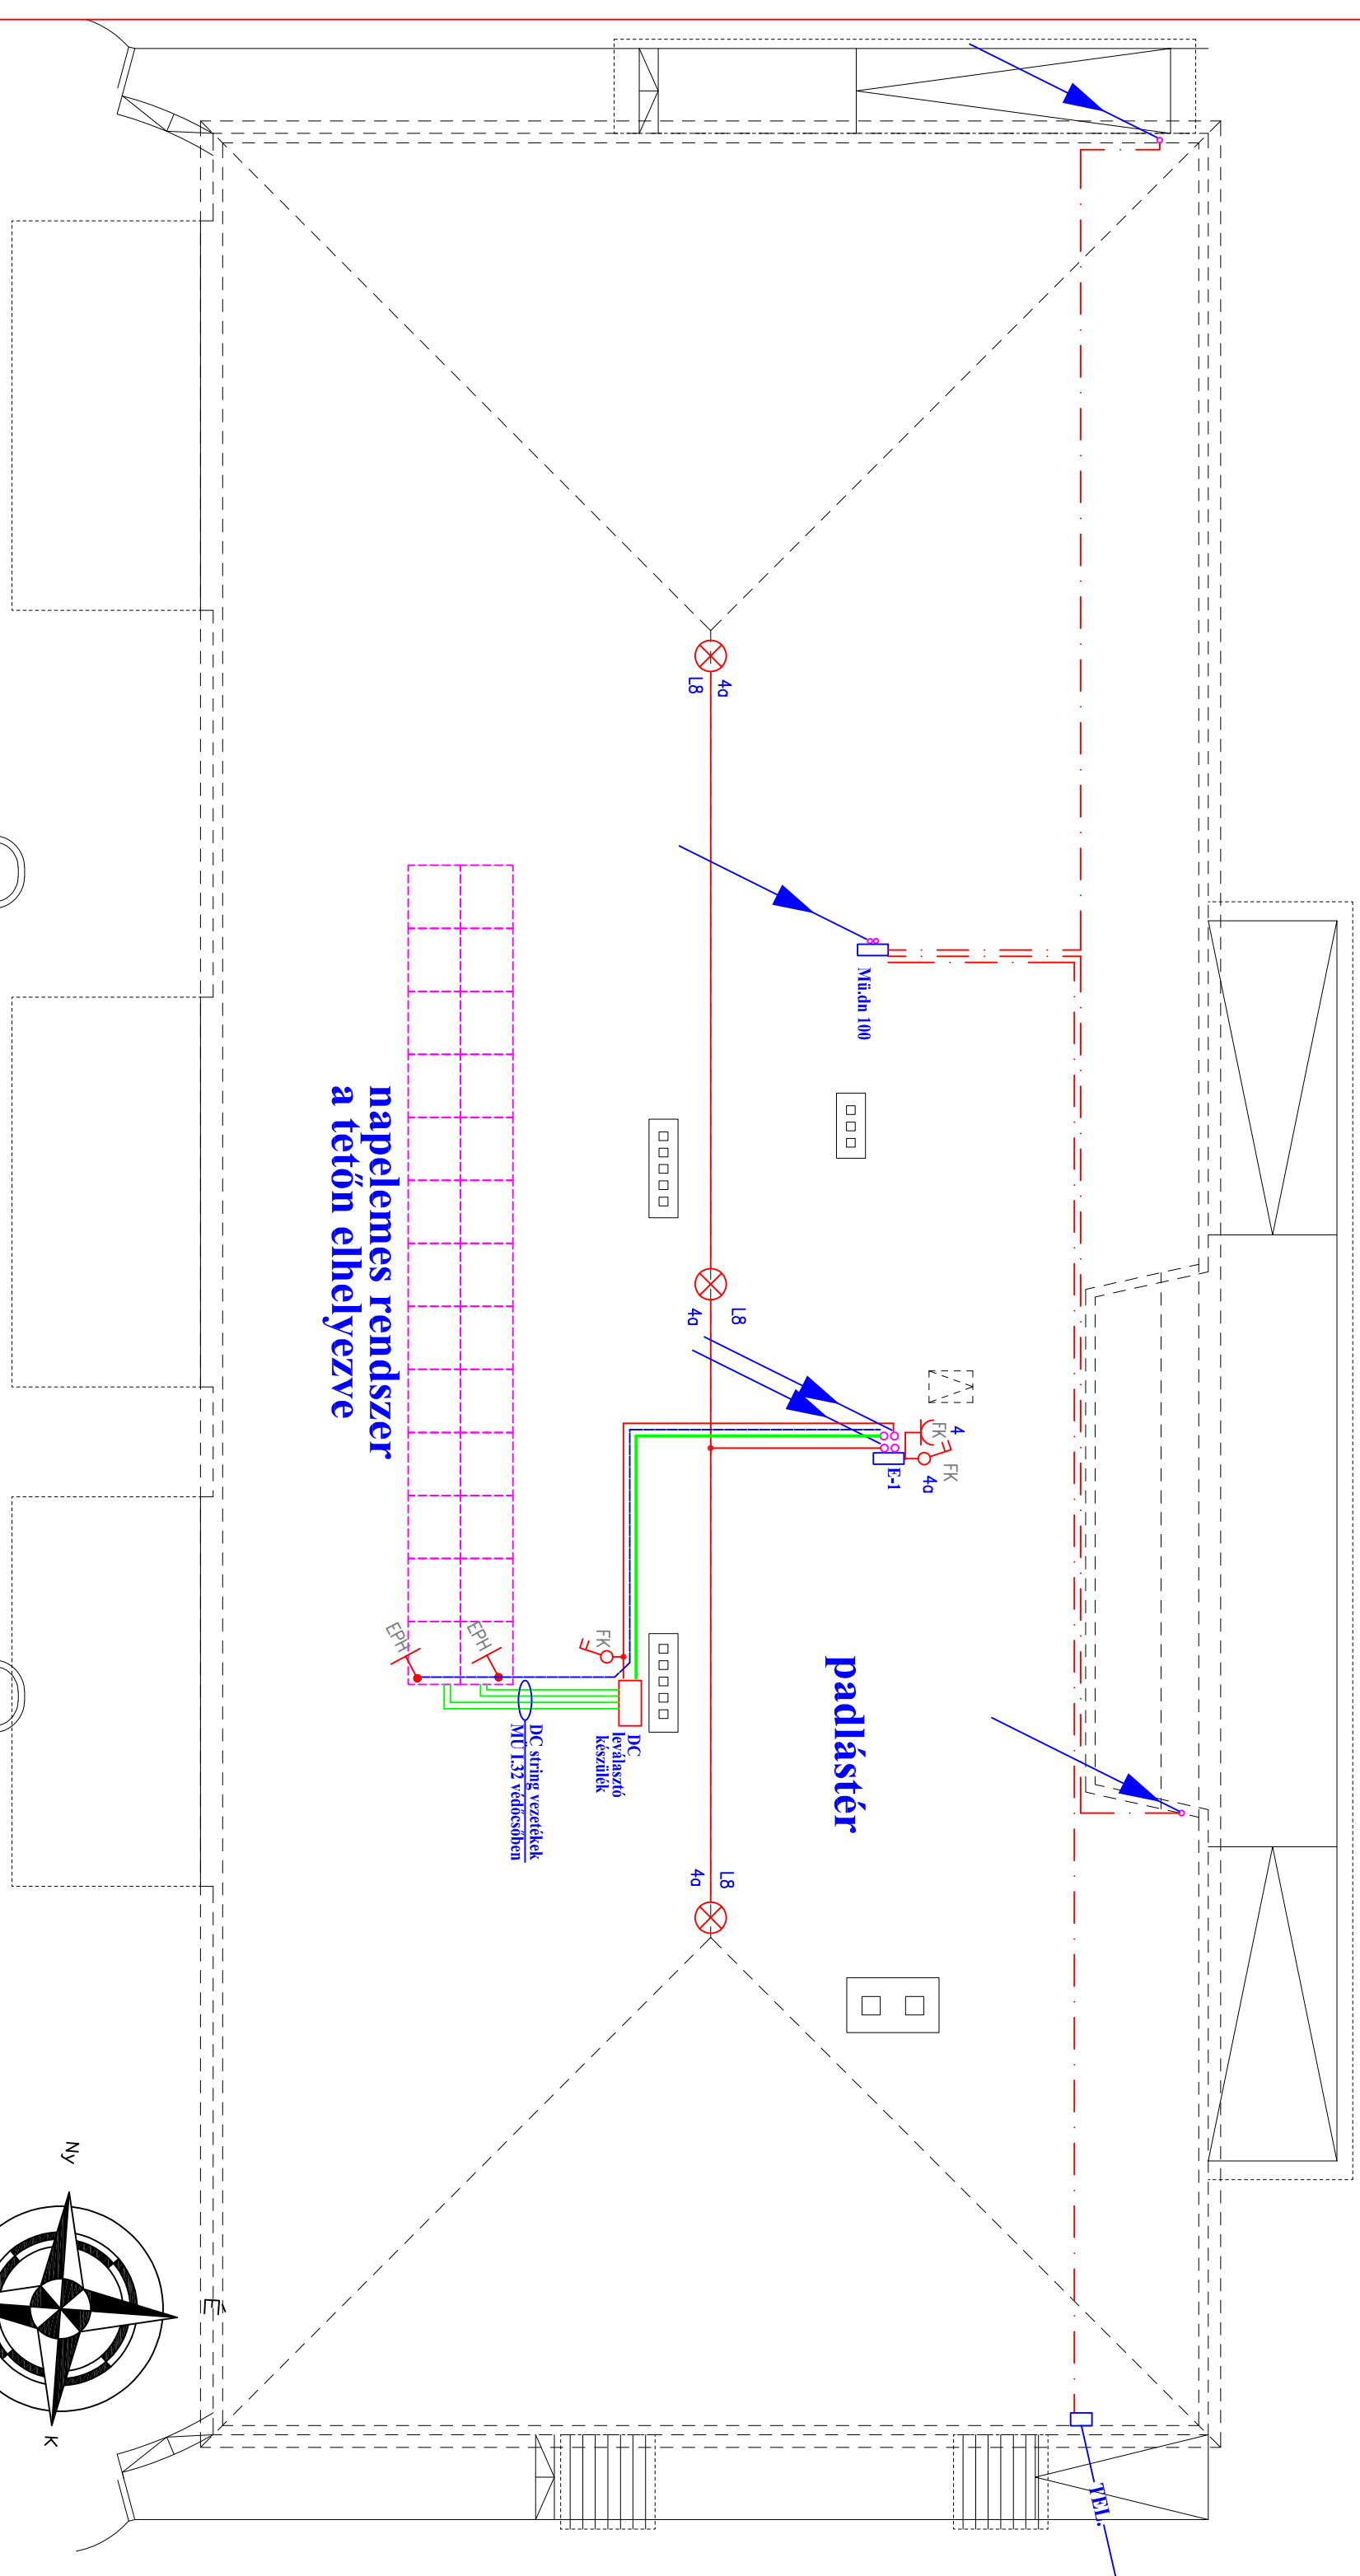 4a
L8
Mü.dn 100
L8
4a
4
FK
FK
4a
E-1
napelemes rendszer
a tetőn elhelyezve
padlástér
FK
EPH
EPH
DC
leválasztó
készülék
DC string vezetékek
MÜ I.32 védőcsőben
L8
4a
Ny
É
K
TEL.